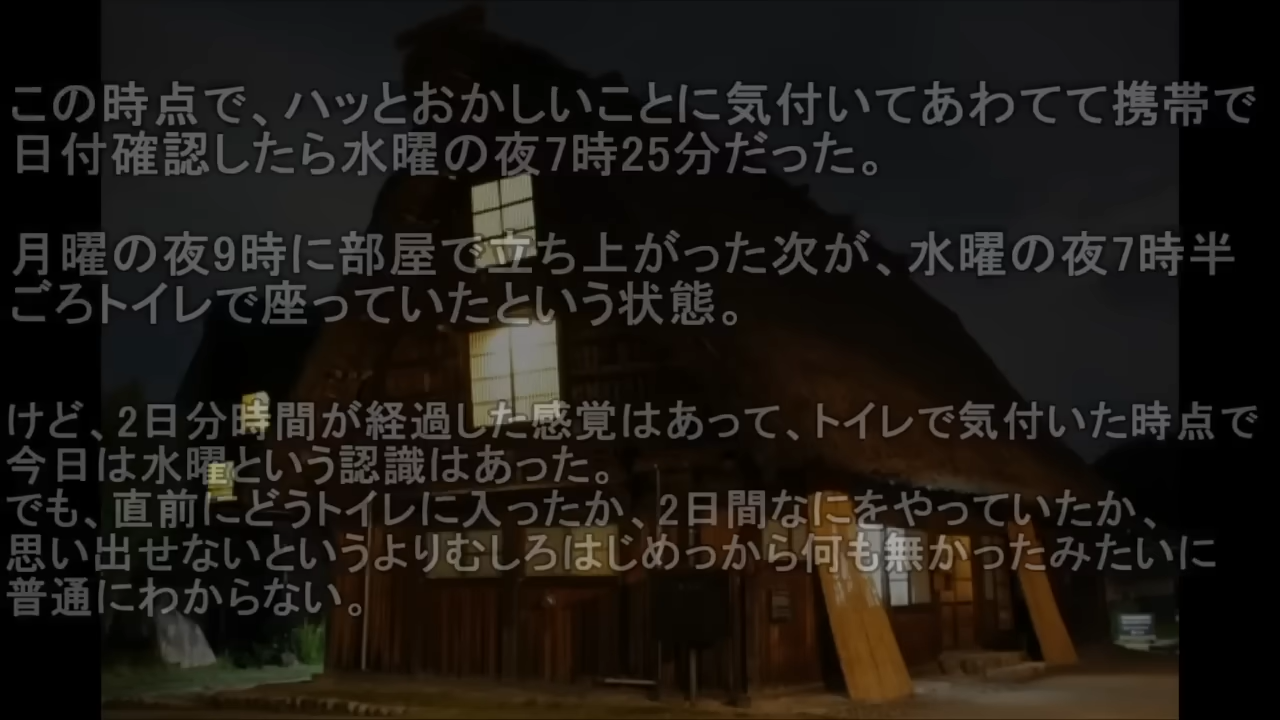 この時点で、ハッとおかしいことに気付いてあわてて携帯で
日付確認したら水曜の夜7時25分だった。
月曜の夜9時に部屋で立ち上がった次が、水曜の夜7時半
ごろトイレで座っていたという状態。
けど、2日分時間が経過した感覚はあって、トイレで気付いた時点で
今日は水曜という認識はあった。
でも、直前にどうトイレに入ったか、2日間なにをやっていたか、
思い出せないというよりむしろはじめっから何も無かったみたいに
普通にわからない。